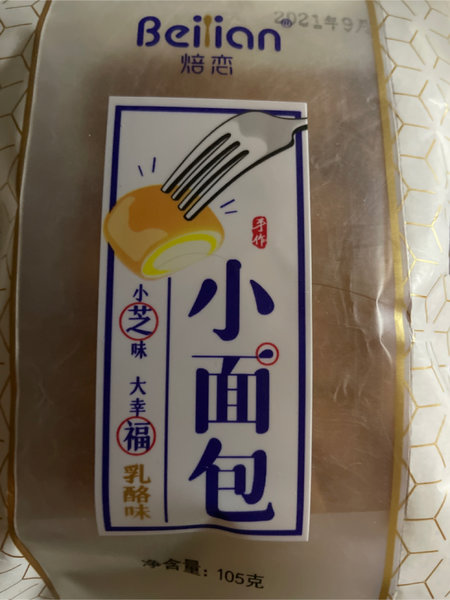 Beilian®
2021年9月
焙恋
手作
小面包
小芝味 大幸福
乳酪味
净含量: 105克